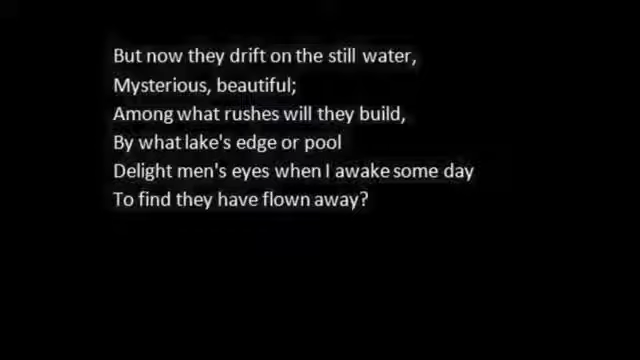 But now they drift on the still water,
Mysterious, beautiful;
Among what rushes will they build,
By what lake's edge or pool
Delight men's eyes when I awake some day
To find they have flown away?